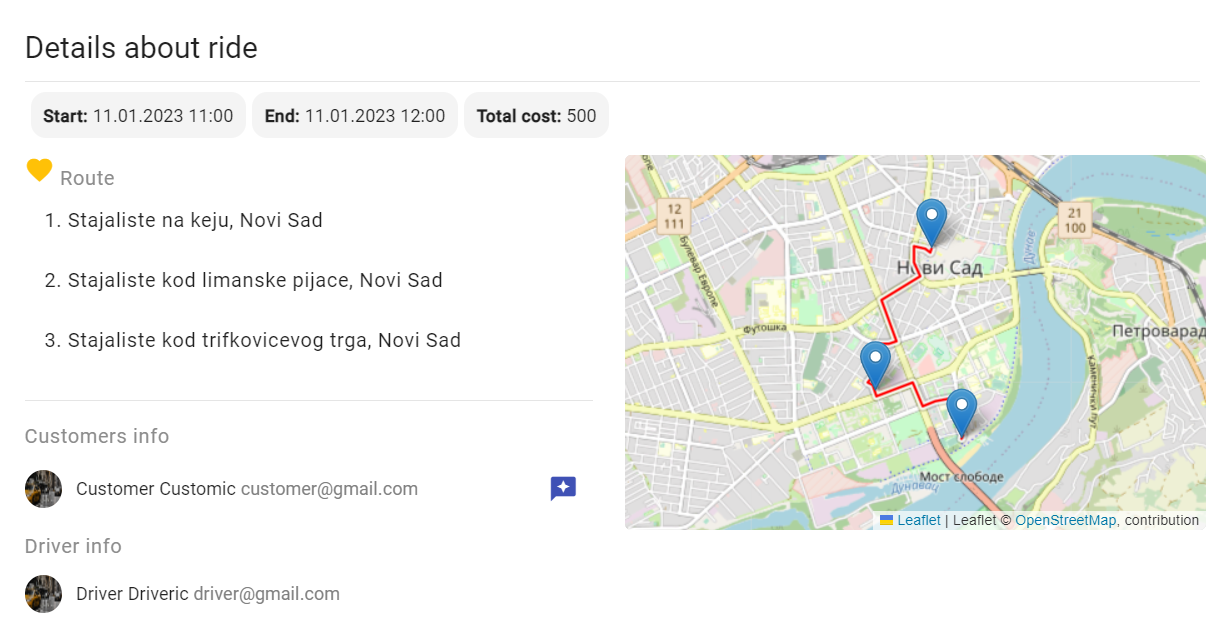 Details about ride
Start: 11.01.2023 11:00
End: 11.01.2023 12:00
Total cost: 500
Route
1. Stajaliste na keju, Novi Sad
2. Stajaliste kod limanske pijace, Novi Sad
3. Stajaliste kod trifkovicevog trga, Novi Sad
Customers info
Customer Customic customer@gmail.com
Driver info
Driver Driveric driver@gmail.com
12
111
21
100
Булевар Европе
Нови Сад
Дунав
Футошка
Петроварад
Каменички пут
Мост слободе
Дунавац
Leaflet | Leaflet © OpenStreetMap, contribution